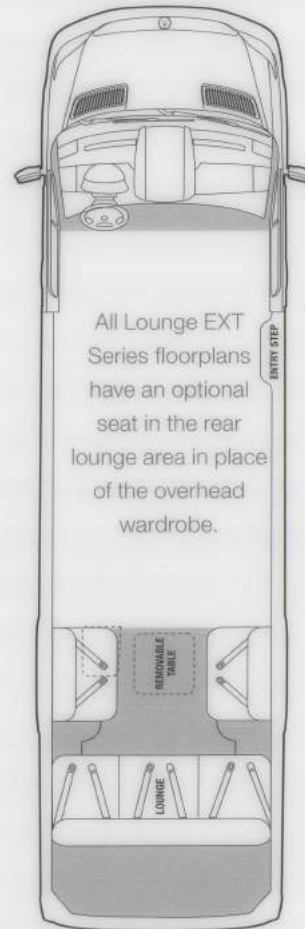 All Lounge EXT
Series floorplans
have an optional
seat in the rear
lounge area in place
of the overhead
wardrobe.
ENTRY STEP
REMOVABLE
TABLE
LOUNGE